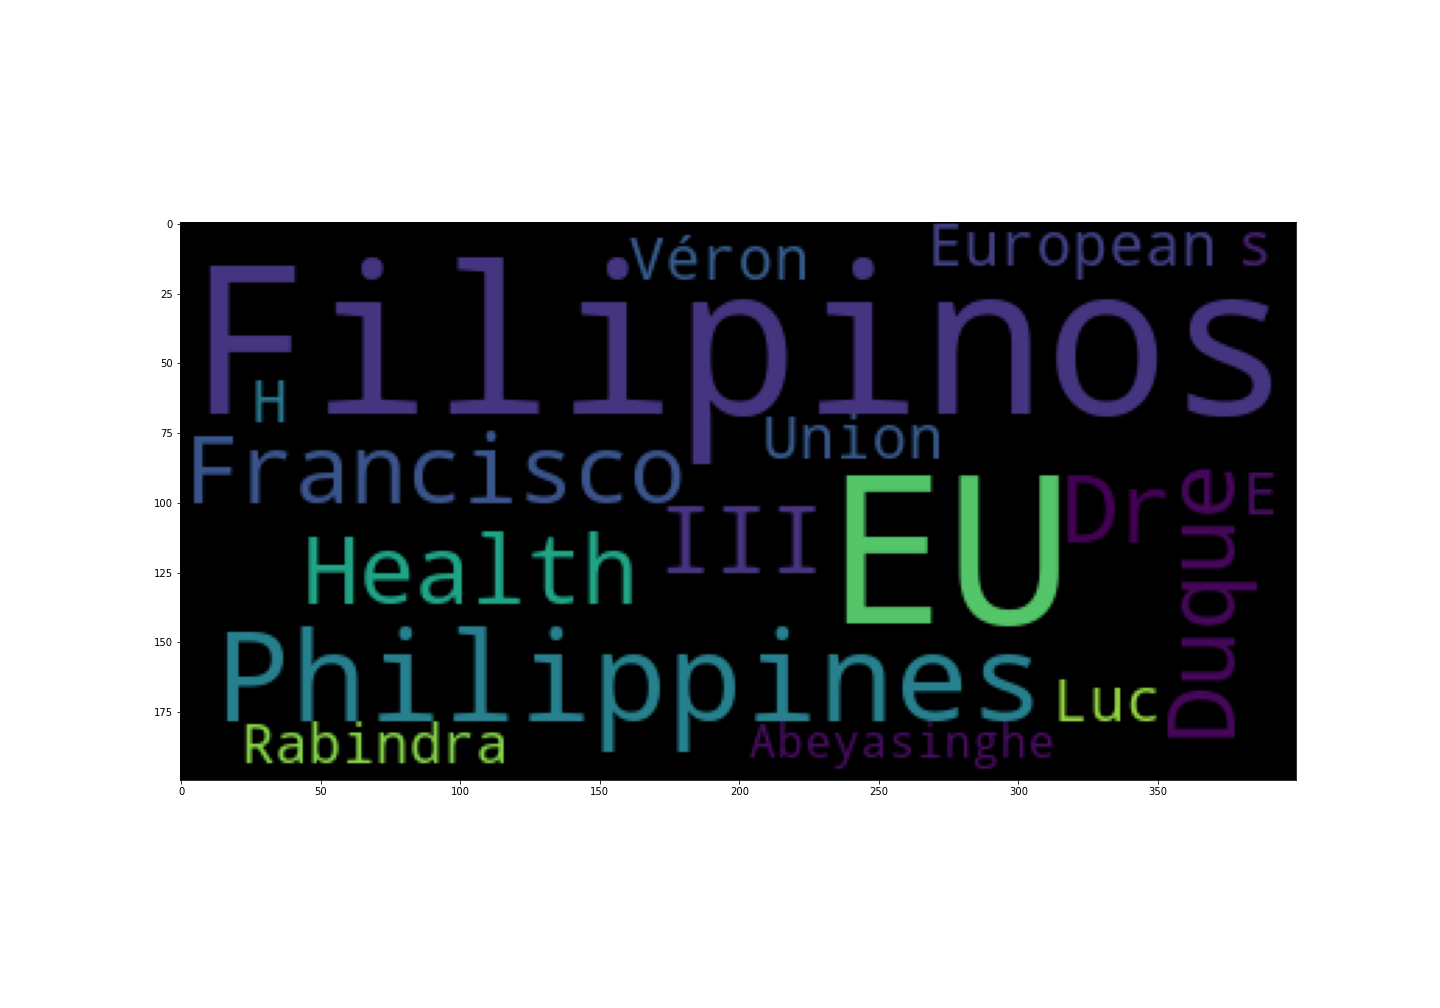 Véron
European
s
Filipinos
H
Union
Francisco
EU
Dr
Duque
E
III
Health
Philippines
Luc
Rabindra
Abeyasinghe
0
25
50
75
100
125
150
175
0
50
100
150
200
250
300
350